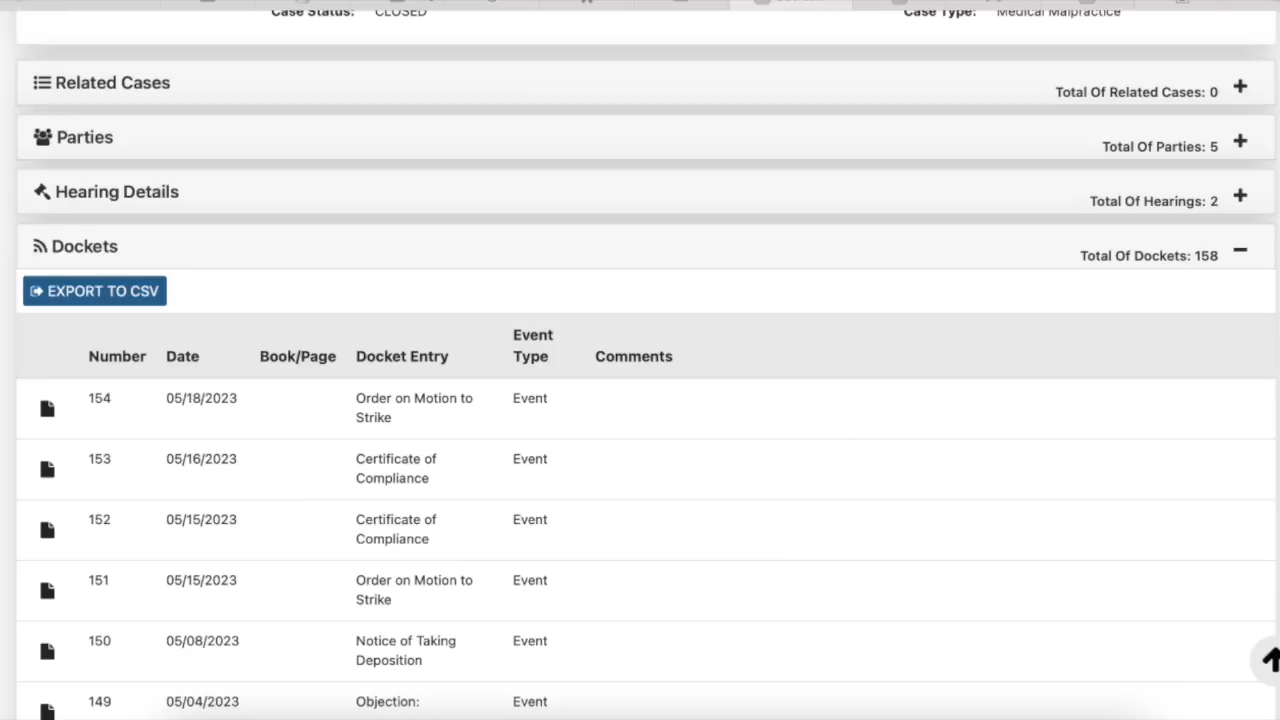 Case Status: CLOSED Case Type: Medical Malpractice
Related Cases Total Of Related Cases: 0
Parties Total Of Parties: 5
Hearing Details Total Of Hearings: 2
Dockets Total Of Dockets: 158
EXPORT TO CSV
Event
Number Date Book/Page Docket Entry Type Comments
154 05/18/2023 Order on Motion to Event
Strike
153 05/16/2023 Certificate of Event
Compliance
152 05/15/2023 Certificate of Event
Compliance
151 05/15/2023 Order on Motion to Event
Strike
150 05/08/2023 Notice of Taking Event
Deposition
149 05/04/2023 Objection: Event